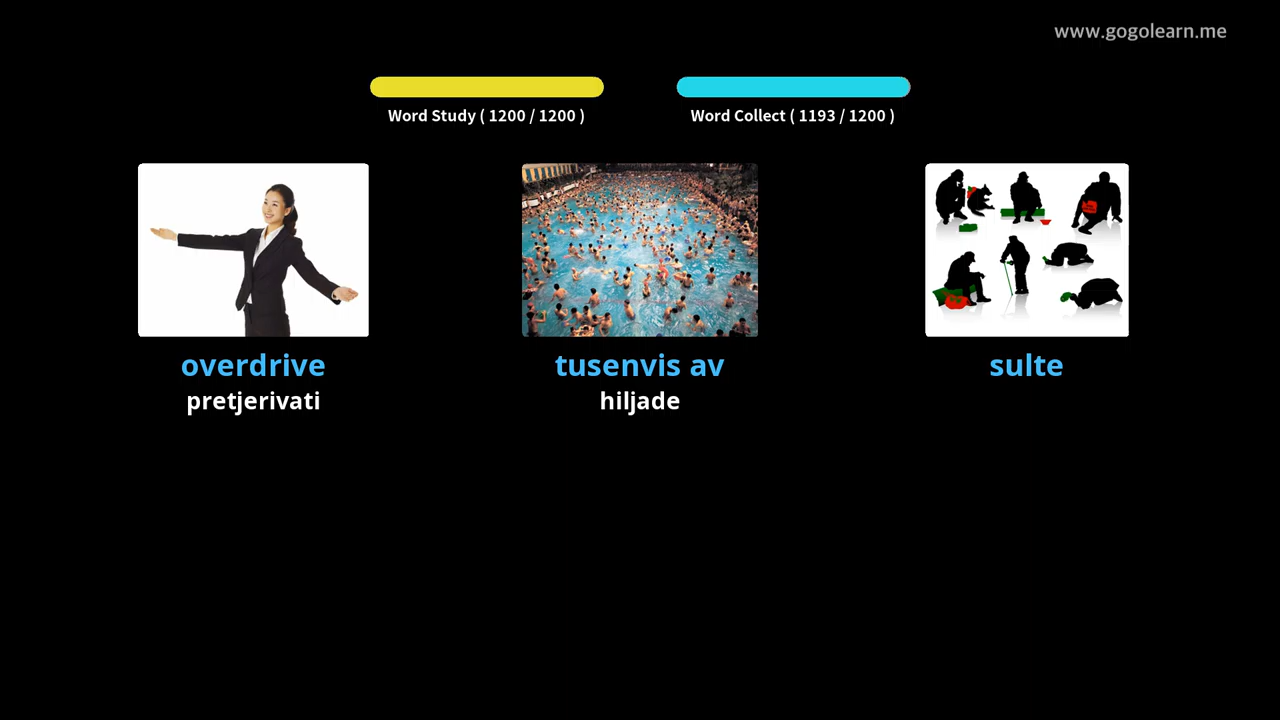 www.gogolearn.me
Word Study ( 1200 / 1200 )
Word Collect ( 1193 / 1200 )
overdrive
tusenvis av
sulte
pretjerivati
hiljade